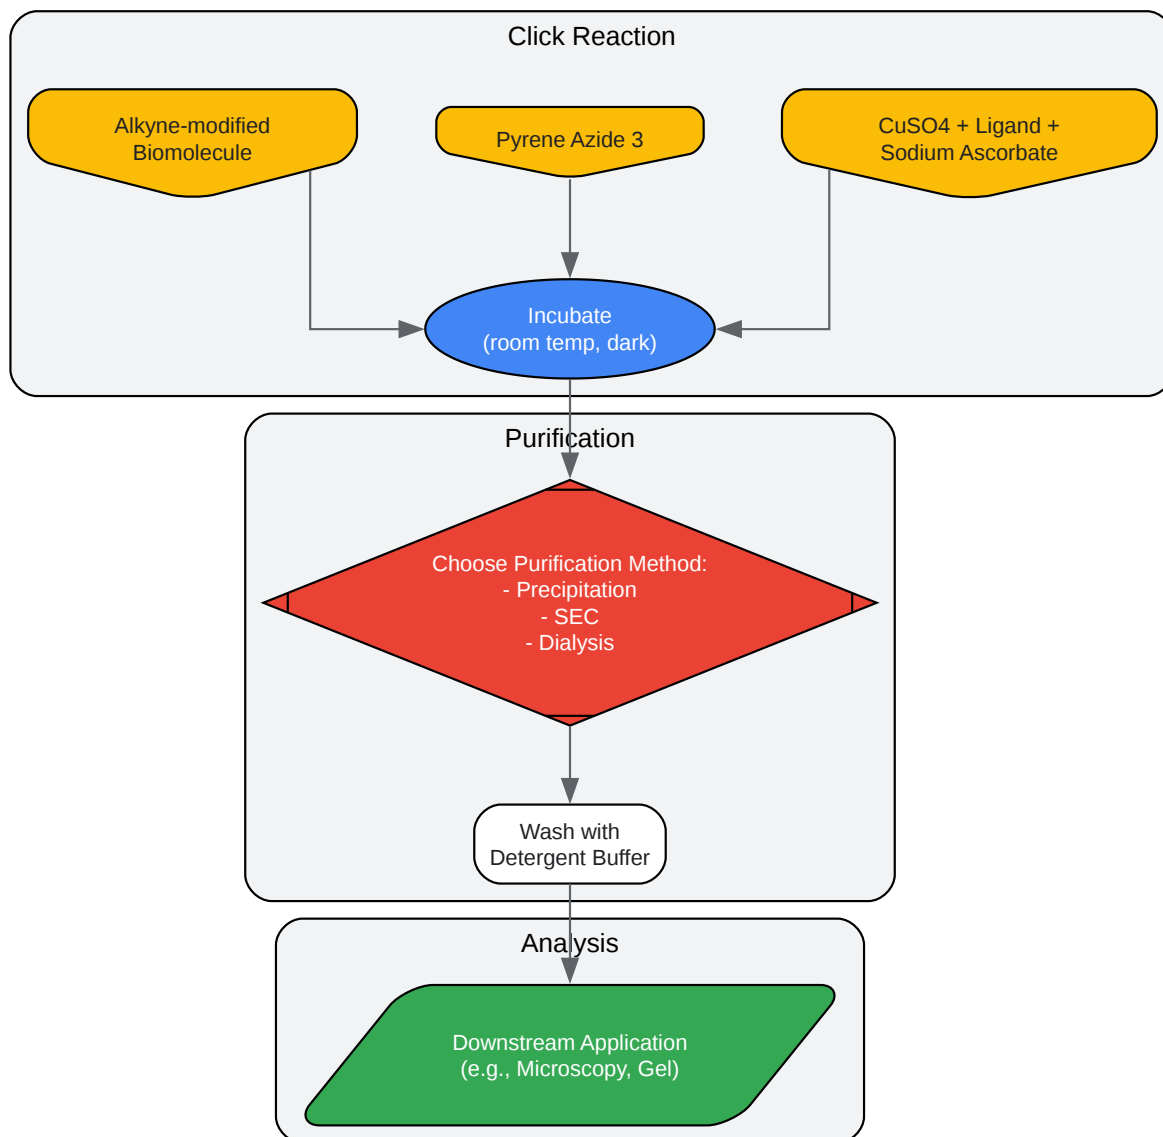 Click Reaction
Alkyne-modified
Biomolecule
Pyrene Azide 3
CuSO4 + Ligand +
Sodium Ascorbate
Incubate
(room temp, dark)
Purification
Choose Purification Method:
- Precipitation
- SEC
- Dialysis
Wash with
Detergent Buffer
Analysis
Downstream Application
(e.g., Microscopy, Gel)